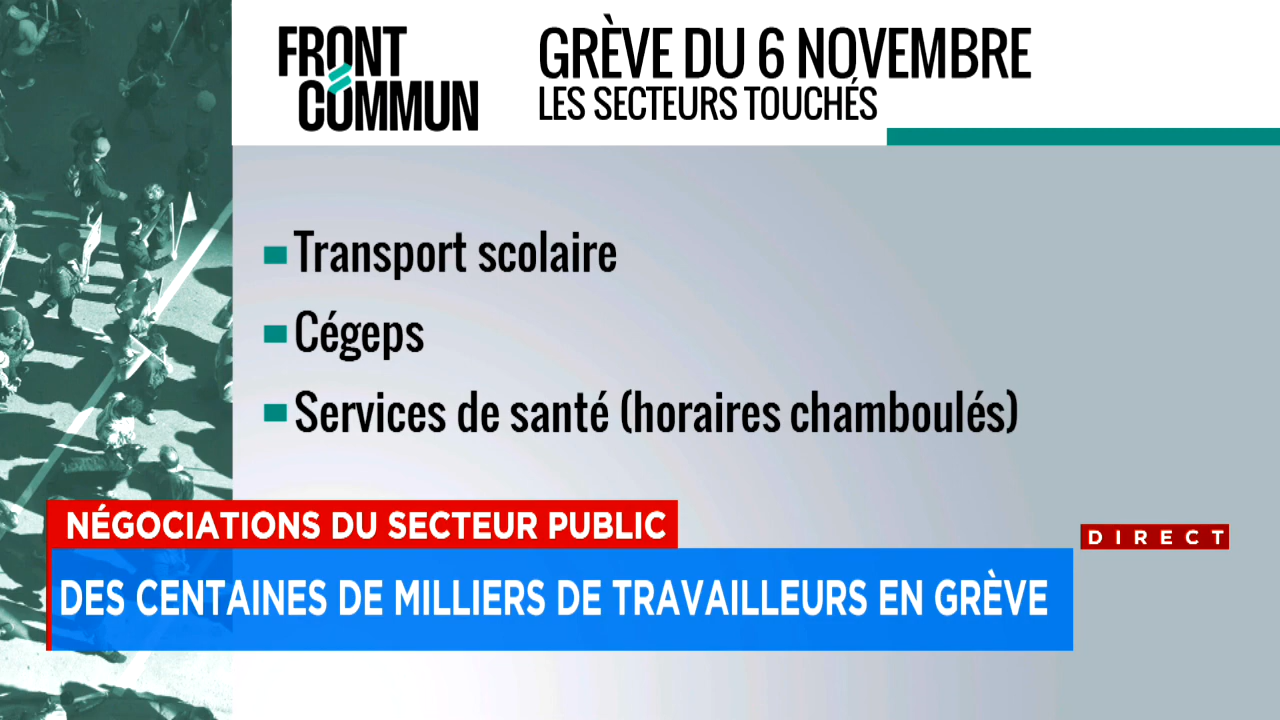 FRONT
COMMUN
GRÈVE DU 6 NOVEMBRE
LES SECTEURS TOUCHÉS
Transport scolaire
Cégeps
Services de santé (horaires chamboulés)
NÉGOCIATIONS DU SECTEUR PUBLIC
DIRECT
DES CENTAINES DE MILLIERS DE TRAVAILLEURS EN GRÈVE